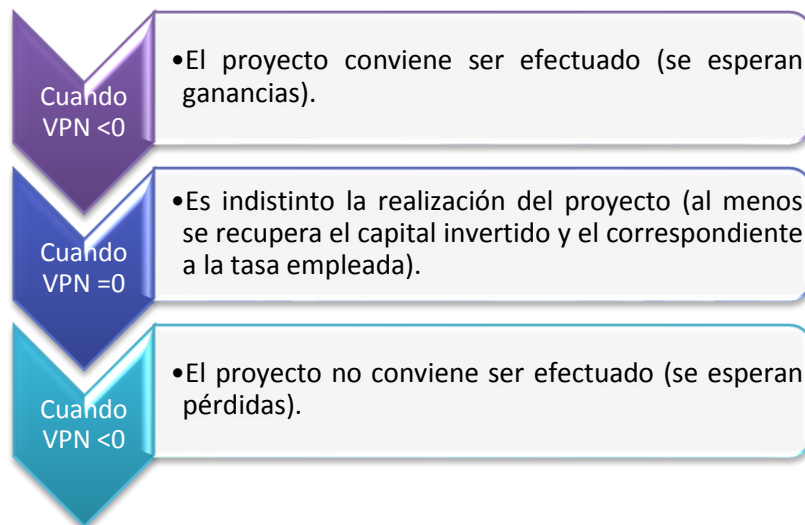 Cuando
VPN <0
•El proyecto conviene ser efectuado (se esperan
ganancias).
Cuando
VPN =0
•Es indistinto la realización del proyecto (al menos
se recupera el capital invertido y el correspondiente
a la tasa empleada).
Cuando
VPN <0
•El proyecto no conviene ser efectuado (se esperan
pérdidas).